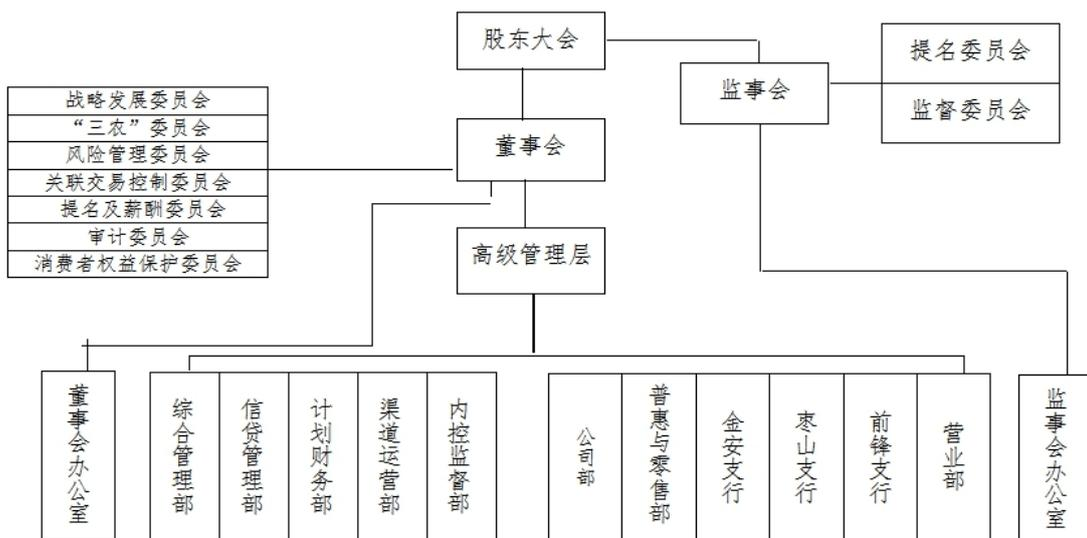 股东大会
提名委员会
监事会
监督委员会
战略发展委员会
“三农”委员会
风险管理委员会
关联交易控制委员会
提名及薪酬委员会
审计委员会
消费者权益保护委员会
董事会
高级管理层
董事会办公室
综合管理部
信贷管理部
计划财务部
渠道运营部
内控监督部
公司部
普惠与零售部
金安支行
枣山支行
前锋支行
营业部
监事会办公室